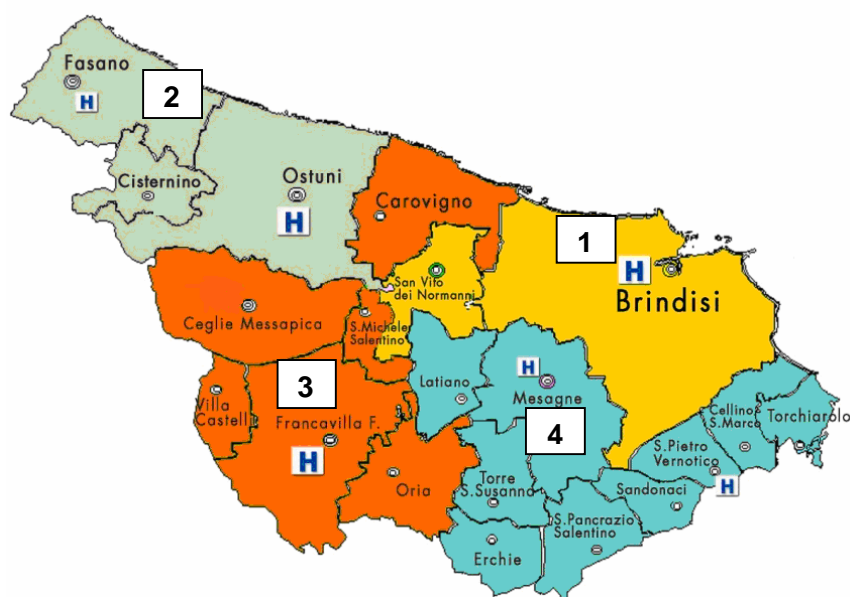 Fasano
H
2
Cisternino
Ostuni
H
Carovigno
1
H
Brindisi
San Vito
dei Normanni
Ceglie Messapica
S.Michele
Salentino
3
Villa
Castelli
Francavilla F.
H
Latiano
H
Mesagne
4
Oria
Torre
S.Susanna
Erchie
S.Pancrazio
Salentino
Sandonaci
S.Pietro
Vernotico
H
Cellino
S.Marco
Torchiarolo